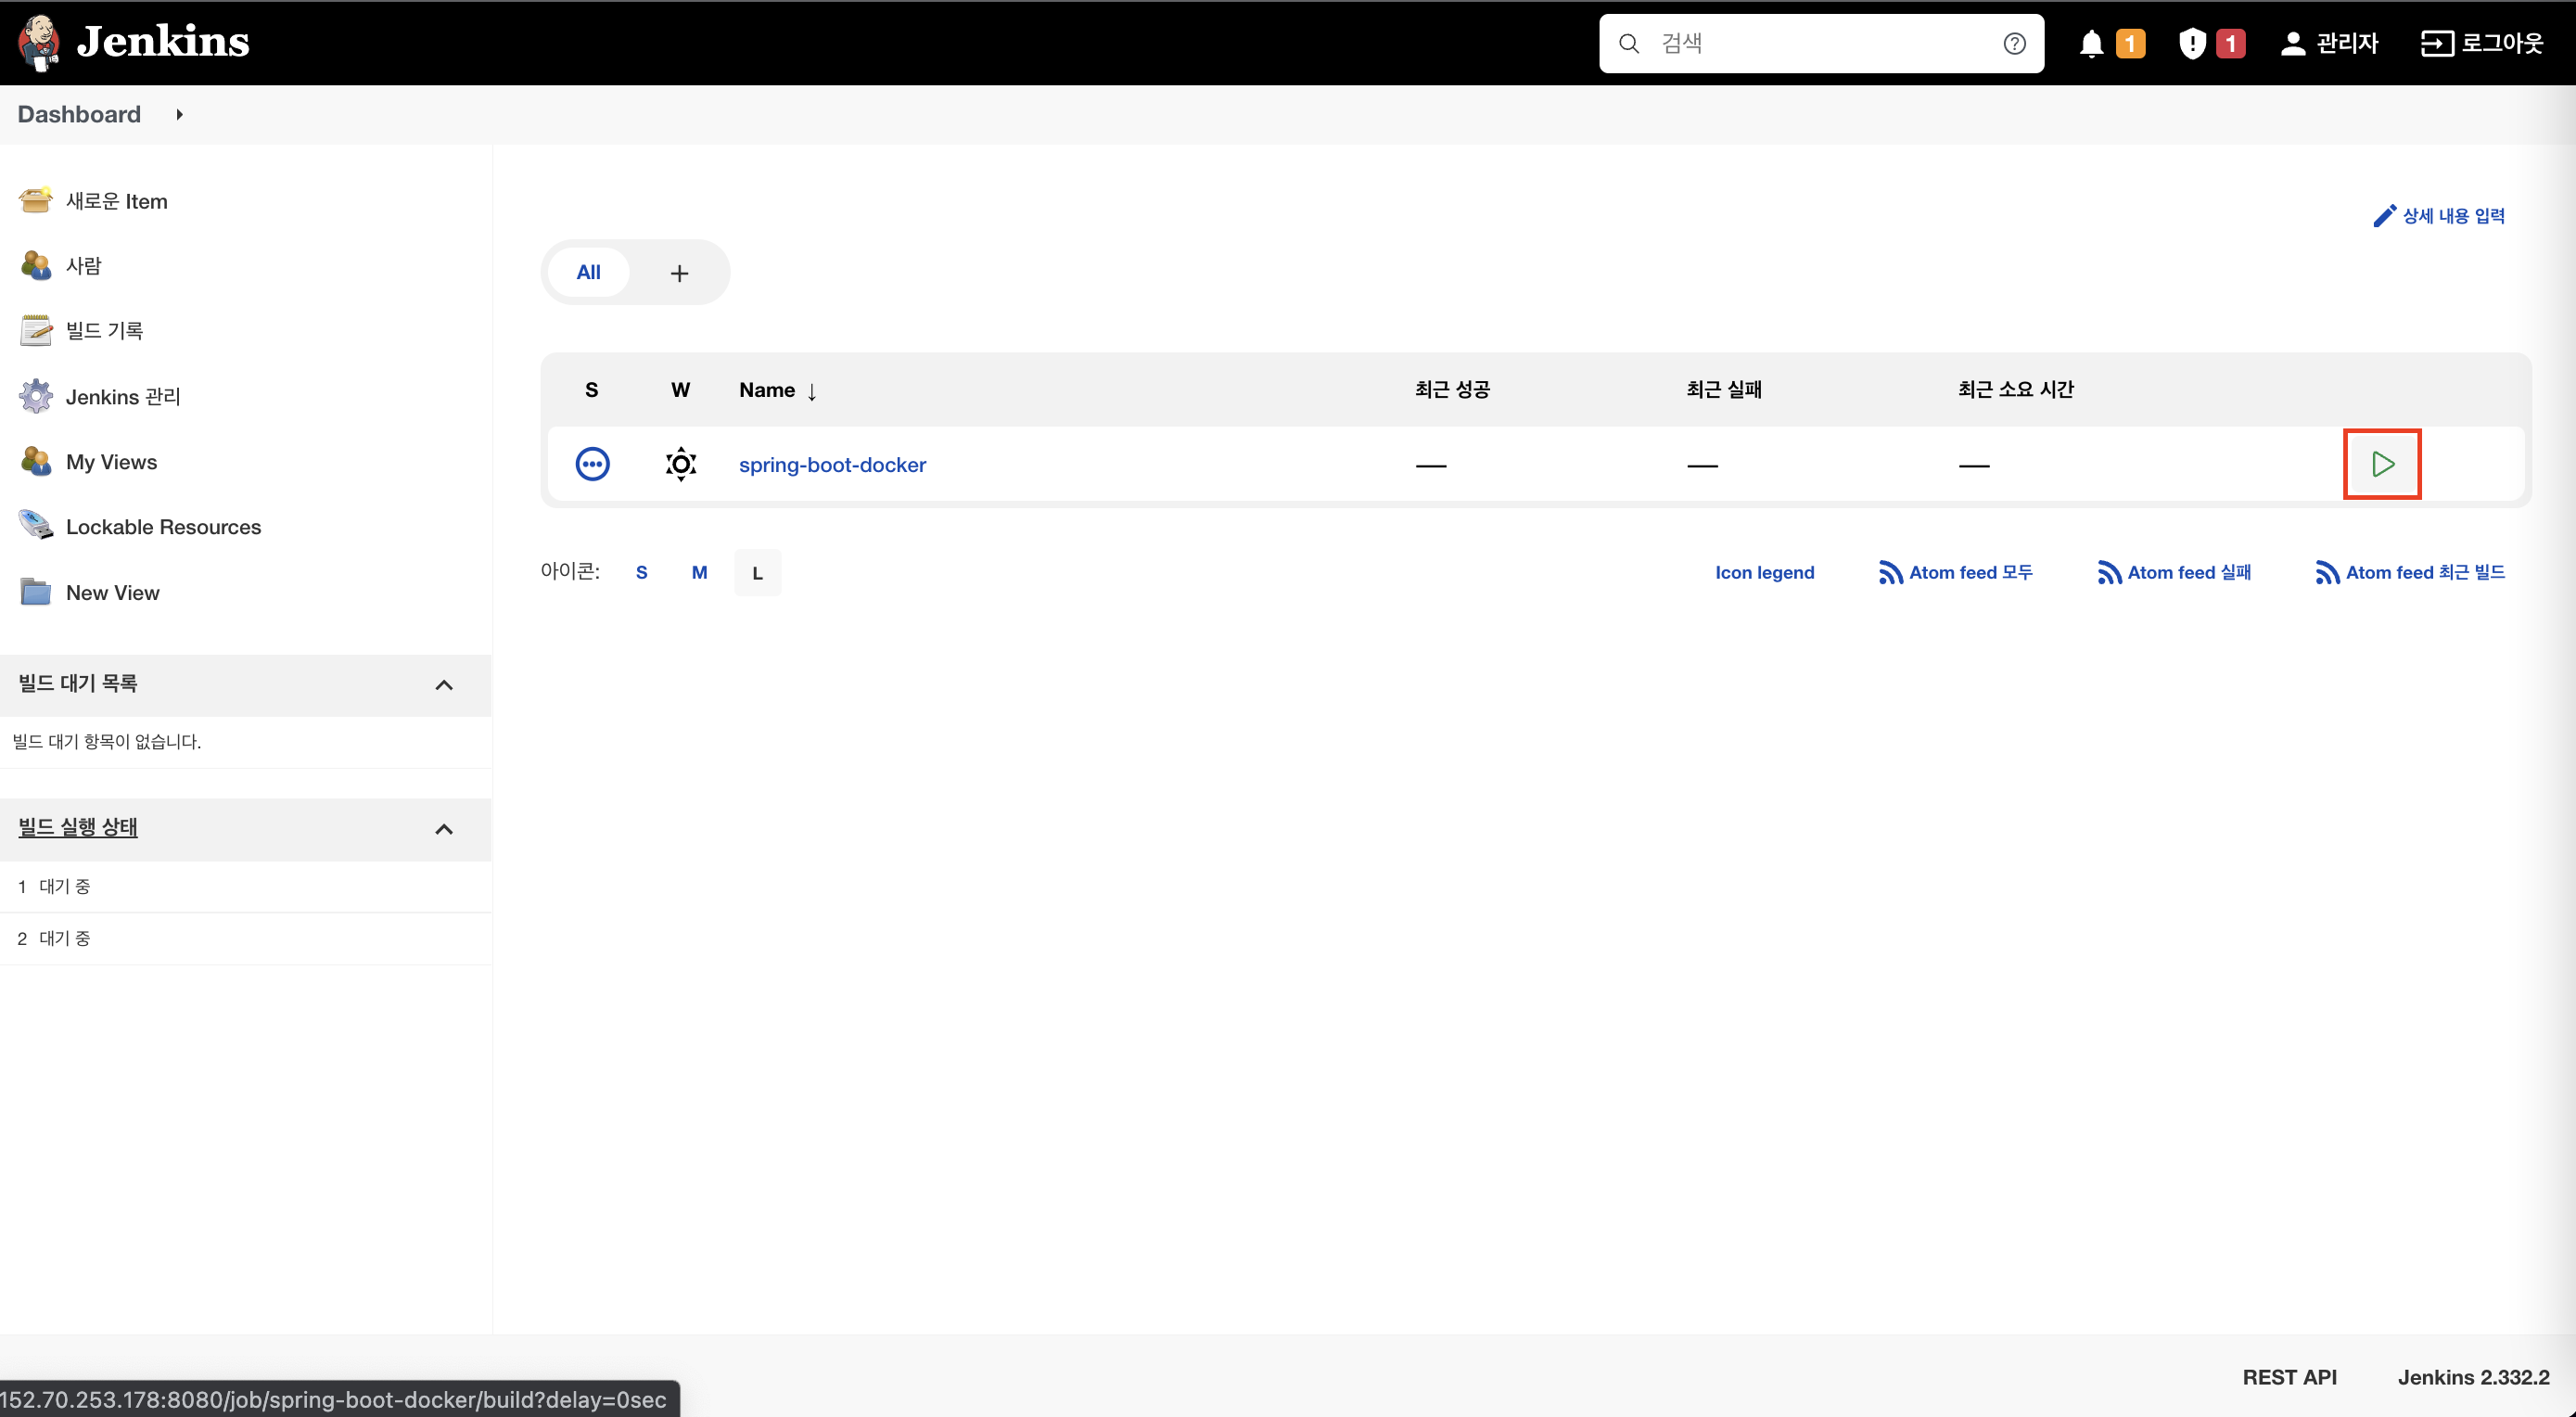 Jenkins
검색
1
1
관리자
로그아웃
Dashboard
새로운 Item
사람
빌드 기록
Jenkins 관리
My Views
Lockable Resources
New View
빌드 대기 목록
빌드 대기 항목이 없습니다.
빌드 실행 상태
1 대기 중
2 대기 중
상세 내용 입력
All +
S W Name ↓ 최근 성공 최근 실패 최근 소요 시간
spring-boot-docker — — —
아이콘: S M L
Icon legend Atom feed 모두 Atom feed 실패 Atom feed 최근 빌드
REST API Jenkins 2.332.2
152.70.253.178:8080/job/spring-boot-docker/build?delay=0sec